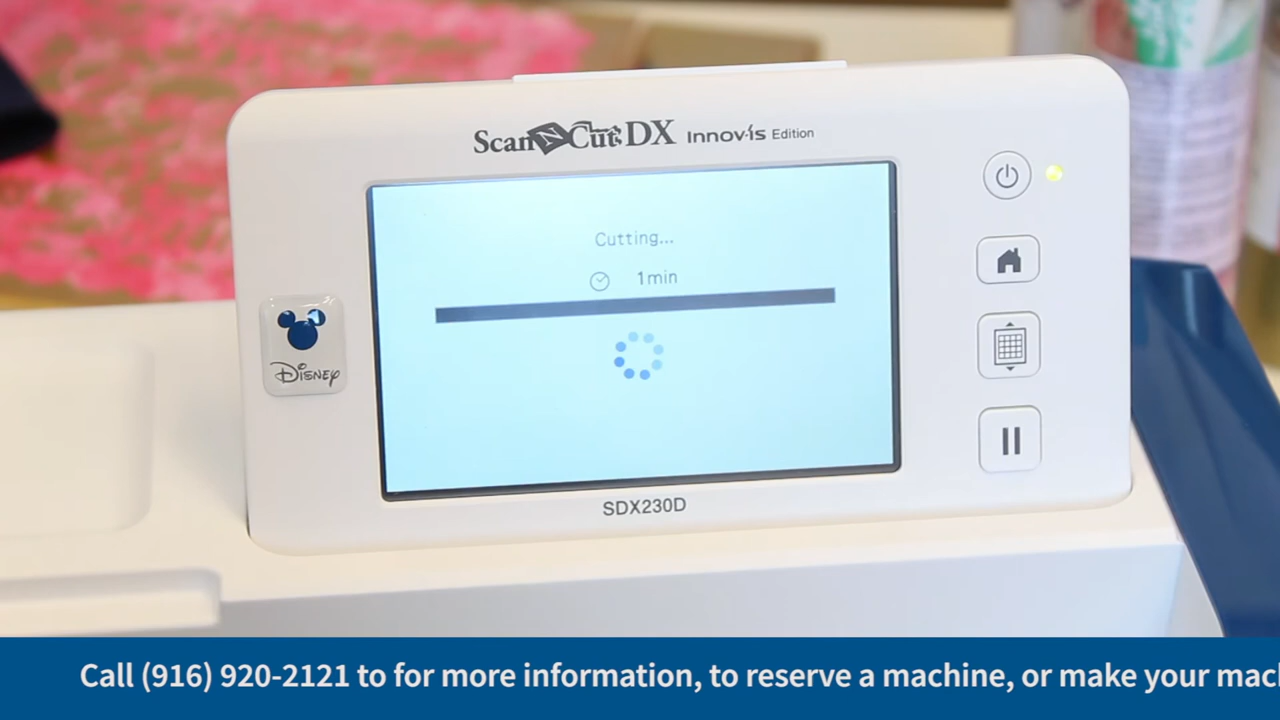 ScanNCut DX Innov-ís Edition
Cutting...
1min
Disney
SDX230D
Call (916) 920-2121 to for more information, to reserve a machine, or make your mac